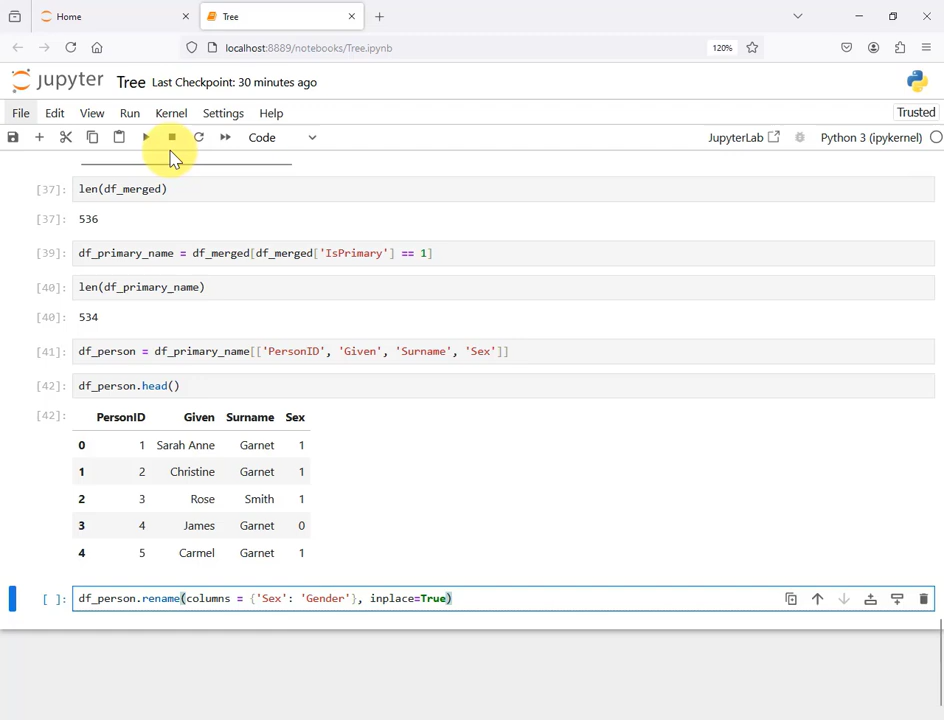 Home
Tree
localhost:8889/notebooks/Tree.ipynb
120%
jupyter Tree Last Checkpoint: 30 minutes ago
File Edit View Run Kernel Settings Help
Trusted
Code
JupyterLab
Python 3 (ipykernel)
[37]: len(df_merged)
[37]: 536
[39]: df_primary_name = df_merged[df_merged['IsPrimary'] == 1]
[40]: len(df_primary_name)
[40]: 534
[41]: df_person = df_primary_name[['PersonID', 'Given', 'Surname', 'Sex']]
[42]: df_person.head()
[42]: PersonID Given Surname Sex
0 1 Sarah Anne Garnet 1
1 2 Christine Garnet 1
2 3 Rose Smith 1
3 4 James Garnet 0
4 5 Carmel Garnet 1
[ ]: df_person.rename(columns = {'Sex': 'Gender'}, inplace=True)